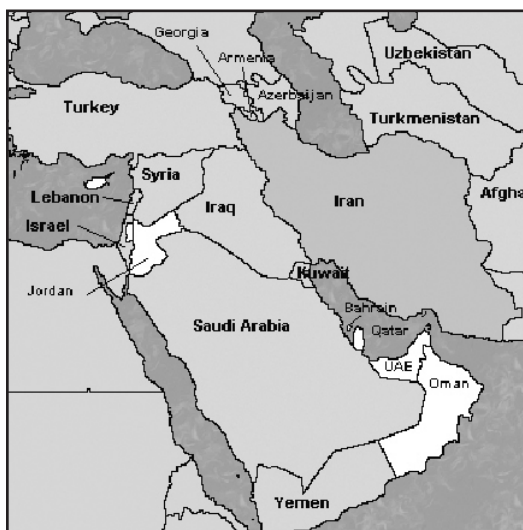 Georgia
Armenia
Uzbekistan
Azerbaijan
Turkey
Turkmenistan
Syria
Afgha
Lebanon
Iraq
Iran
Israel
Kuwait
Jordan
Bahrain
Saudi Arabia
Qatar
UAE
Oman
Yemen